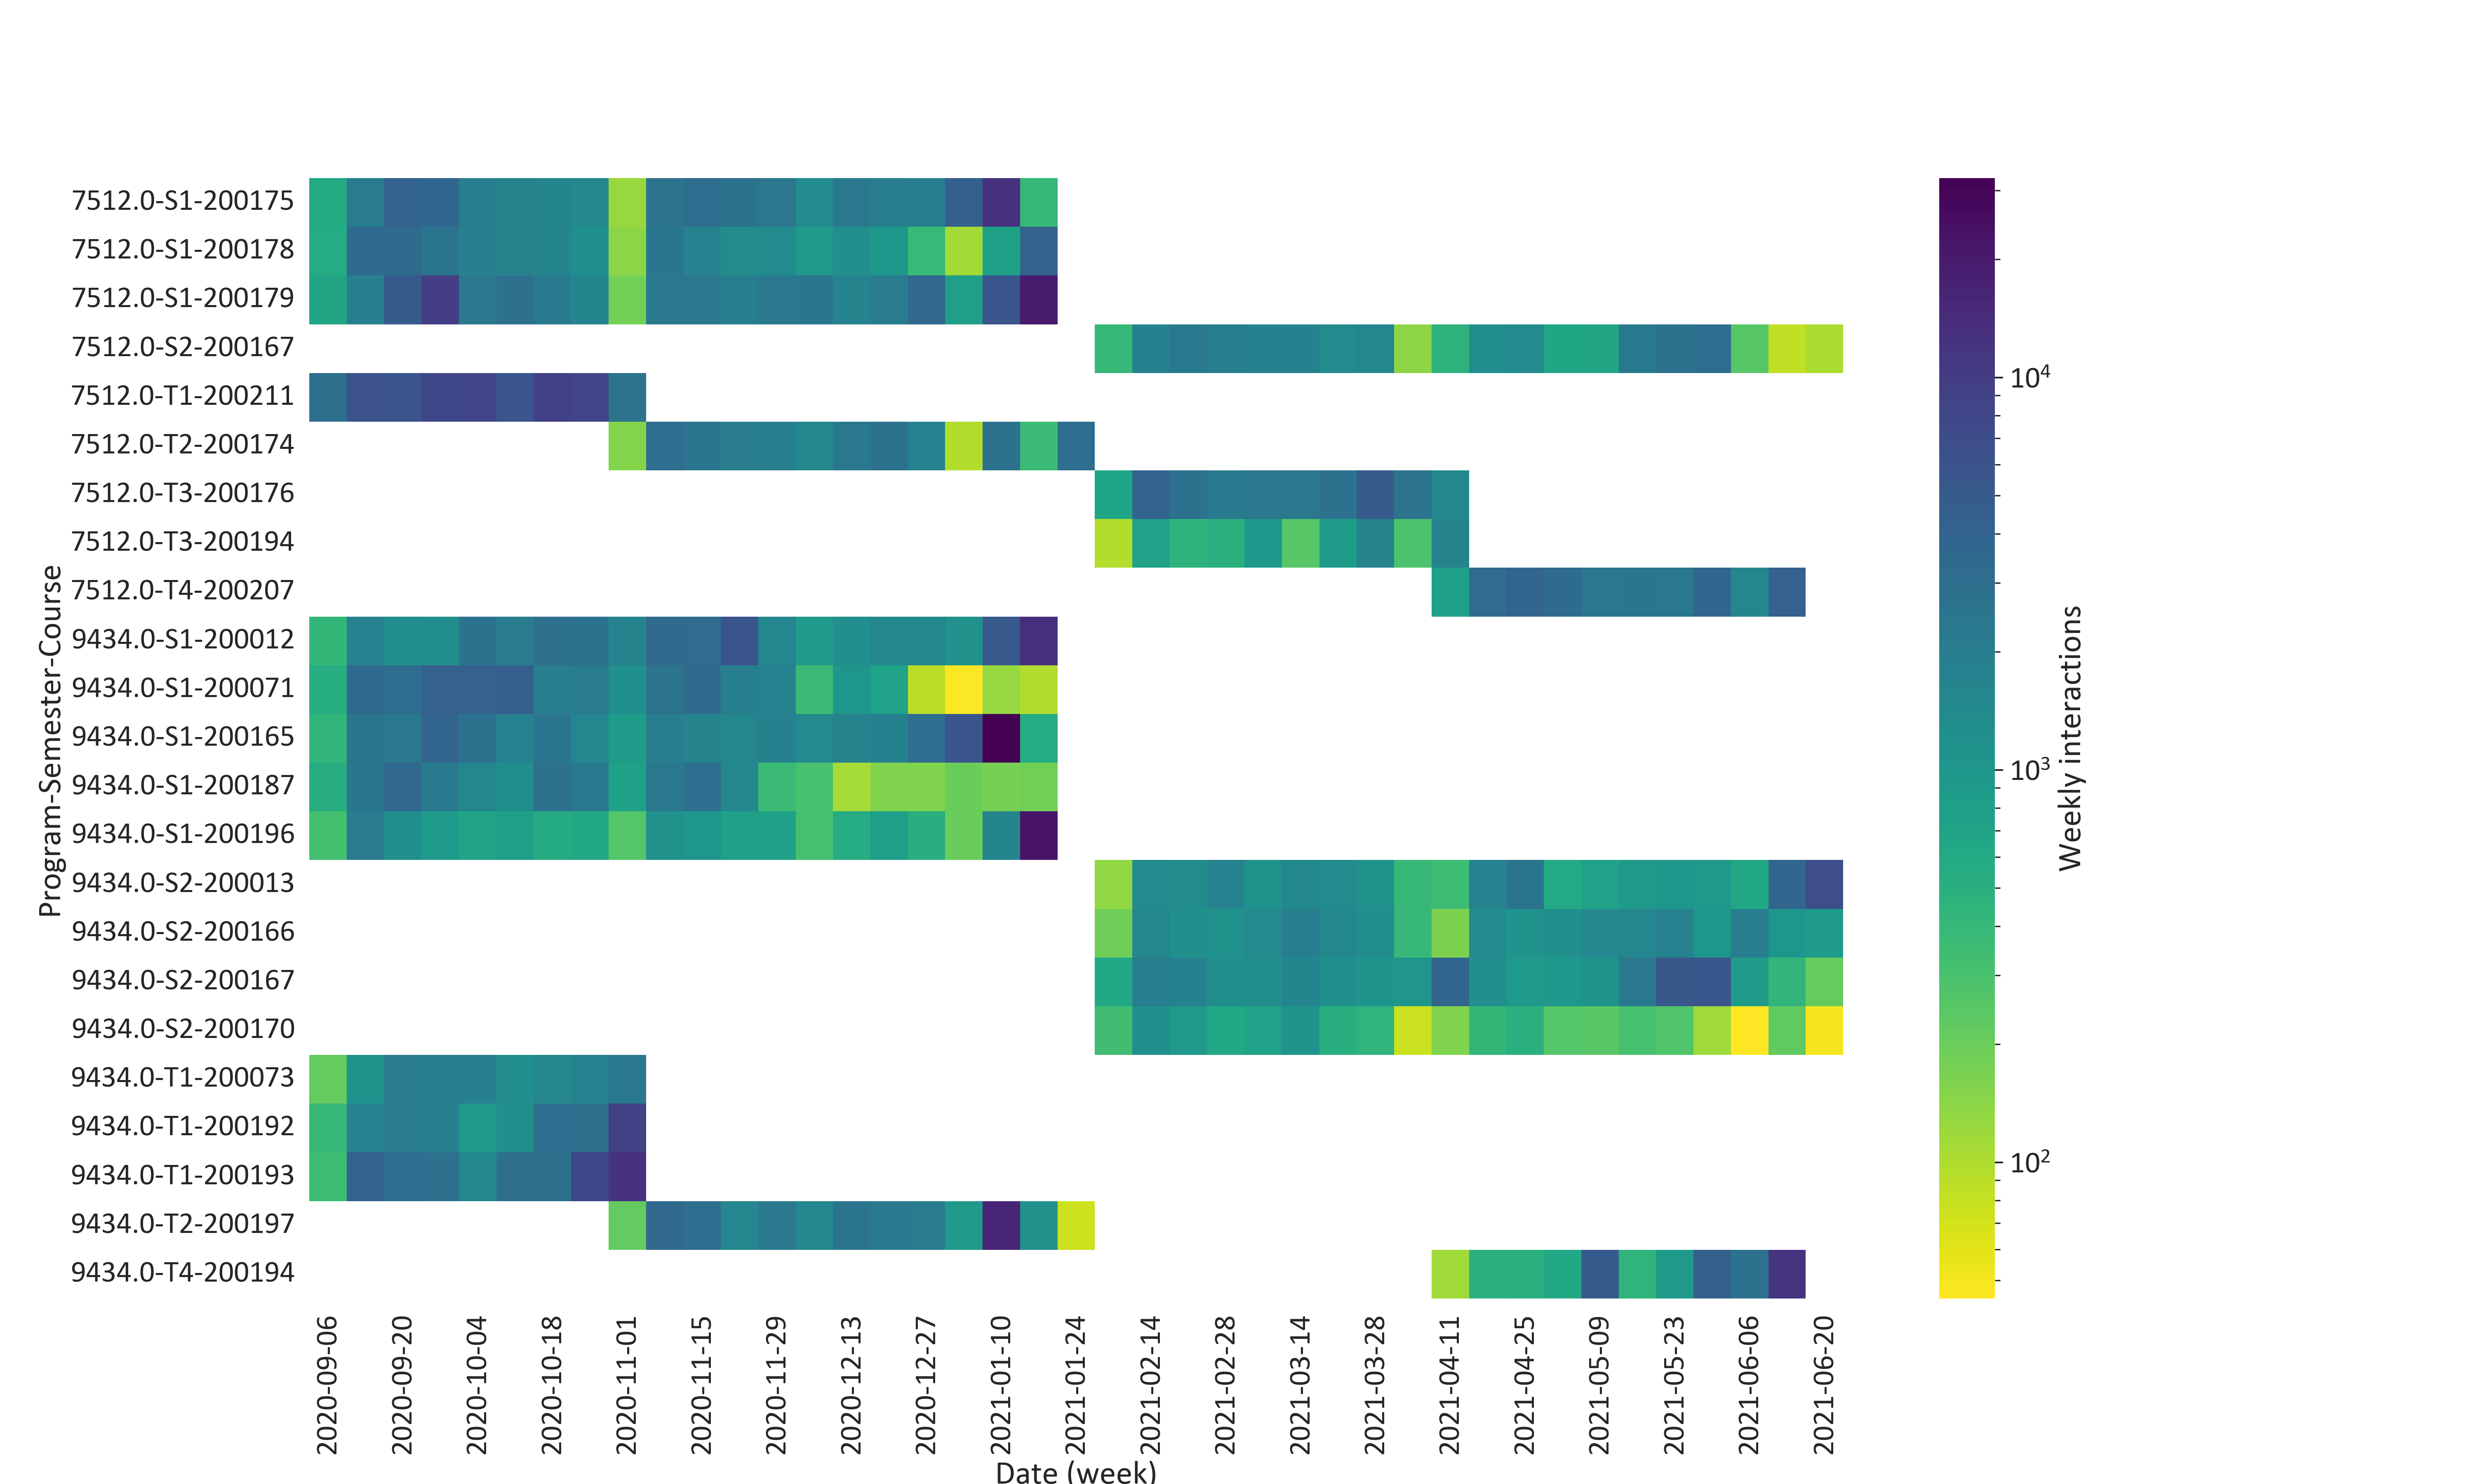 7512.0-S1-200175
7512.0-S1-200178
7512.0-S1-200179
7512.0-S2-200167
7512.0-T1-200211
7512.0-T2-200174
7512.0-T3-200176
7512.0-T3-200194
7512.0-T4-200207
9434.0-S1-200012
9434.0-S1-200071
9434.0-S1-200165
9434.0-S1-200187
9434.0-S1-200196
9434.0-S2-200013
9434.0-S2-200166
9434.0-S2-200167
9434.0-S2-200170
9434.0-T1-200073
9434.0-T1-200192
9434.0-T1-200193
9434.0-T2-200197
9434.0-T4-200194
Program-Semester-Course
2020-09-06
2020-09-20
2020-10-04
2020-10-18
2020-11-01
2020-11-15
2020-11-29
2020-12-13
2020-12-27
2021-01-10
2021-01-24
2021-02-14
2021-02-28
2021-03-14
2021-03-28
2021-04-11
2021-04-25
2021-05-09
2021-05-23
2021-06-06
2021-06-20
Date (week)
10⁴
10³
10²
Weekly interactions